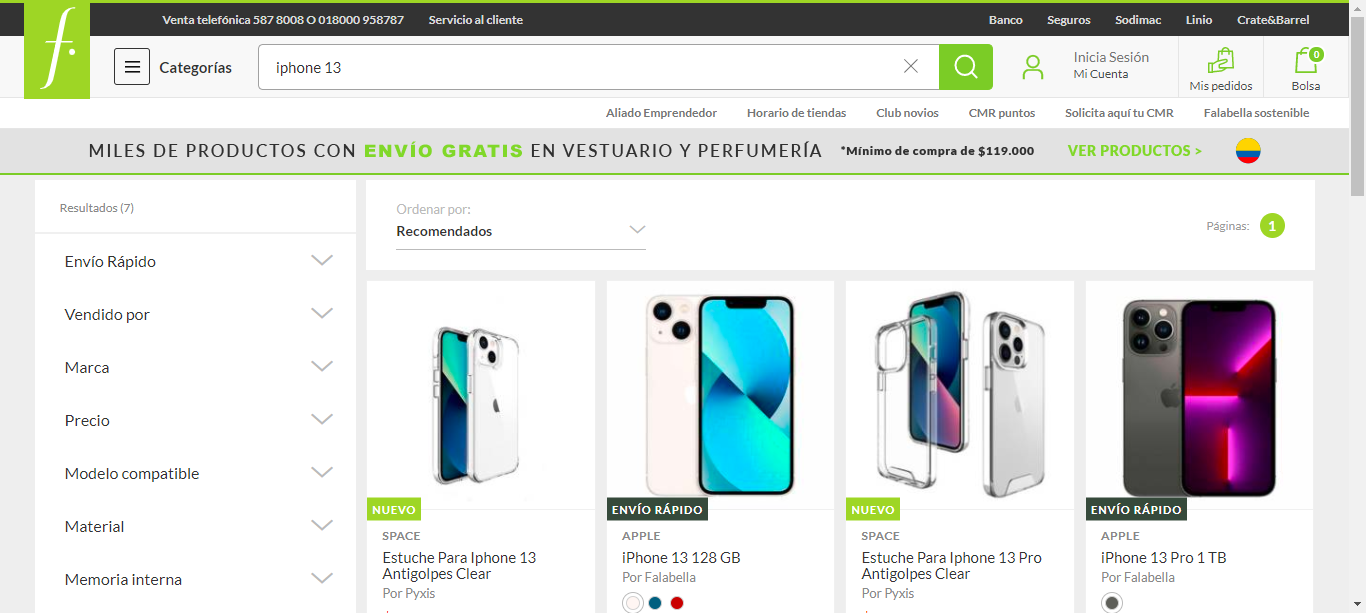 Venta telefónica 587 8008 O 018000 958787 Servicio al cliente Banco Seguros Sodimac Linio Crate&Barrel
f.
Categorías iphone 13 Inicia Sesión
Mi Cuenta
Mis pedidos
0
Bolsa
Aliado Emprendedor Horario de tiendas Club novios CMR puntos Solicita aquí tu CMR Falabella sostenible
MILES DE PRODUCTOS CON ENVÍO GRATIS EN VESTUARIO Y PERFUMERÍA *Mínimo de compra de $119.000 VER PRODUCTOS >
Resultados (7)
Envío Rápido
Vendido por
Marca
Precio
Modelo compatible
Material
Memoria interna
Ordenar por:
Recomendados
Páginas: 1
NUEVO
SPACE
Estuche Para Iphone 13
Antigolpes Clear
Por Pyxis
ENVÍO RÁPIDO
APPLE
iPhone 13 128 GB
Por Falabella
NUEVO
SPACE
Estuche Para Iphone 13 Pro
Antigolpes Clear
Por Pyxis
ENVÍO RÁPIDO
APPLE
iPhone 13 Pro 1 TB
Por Falabella